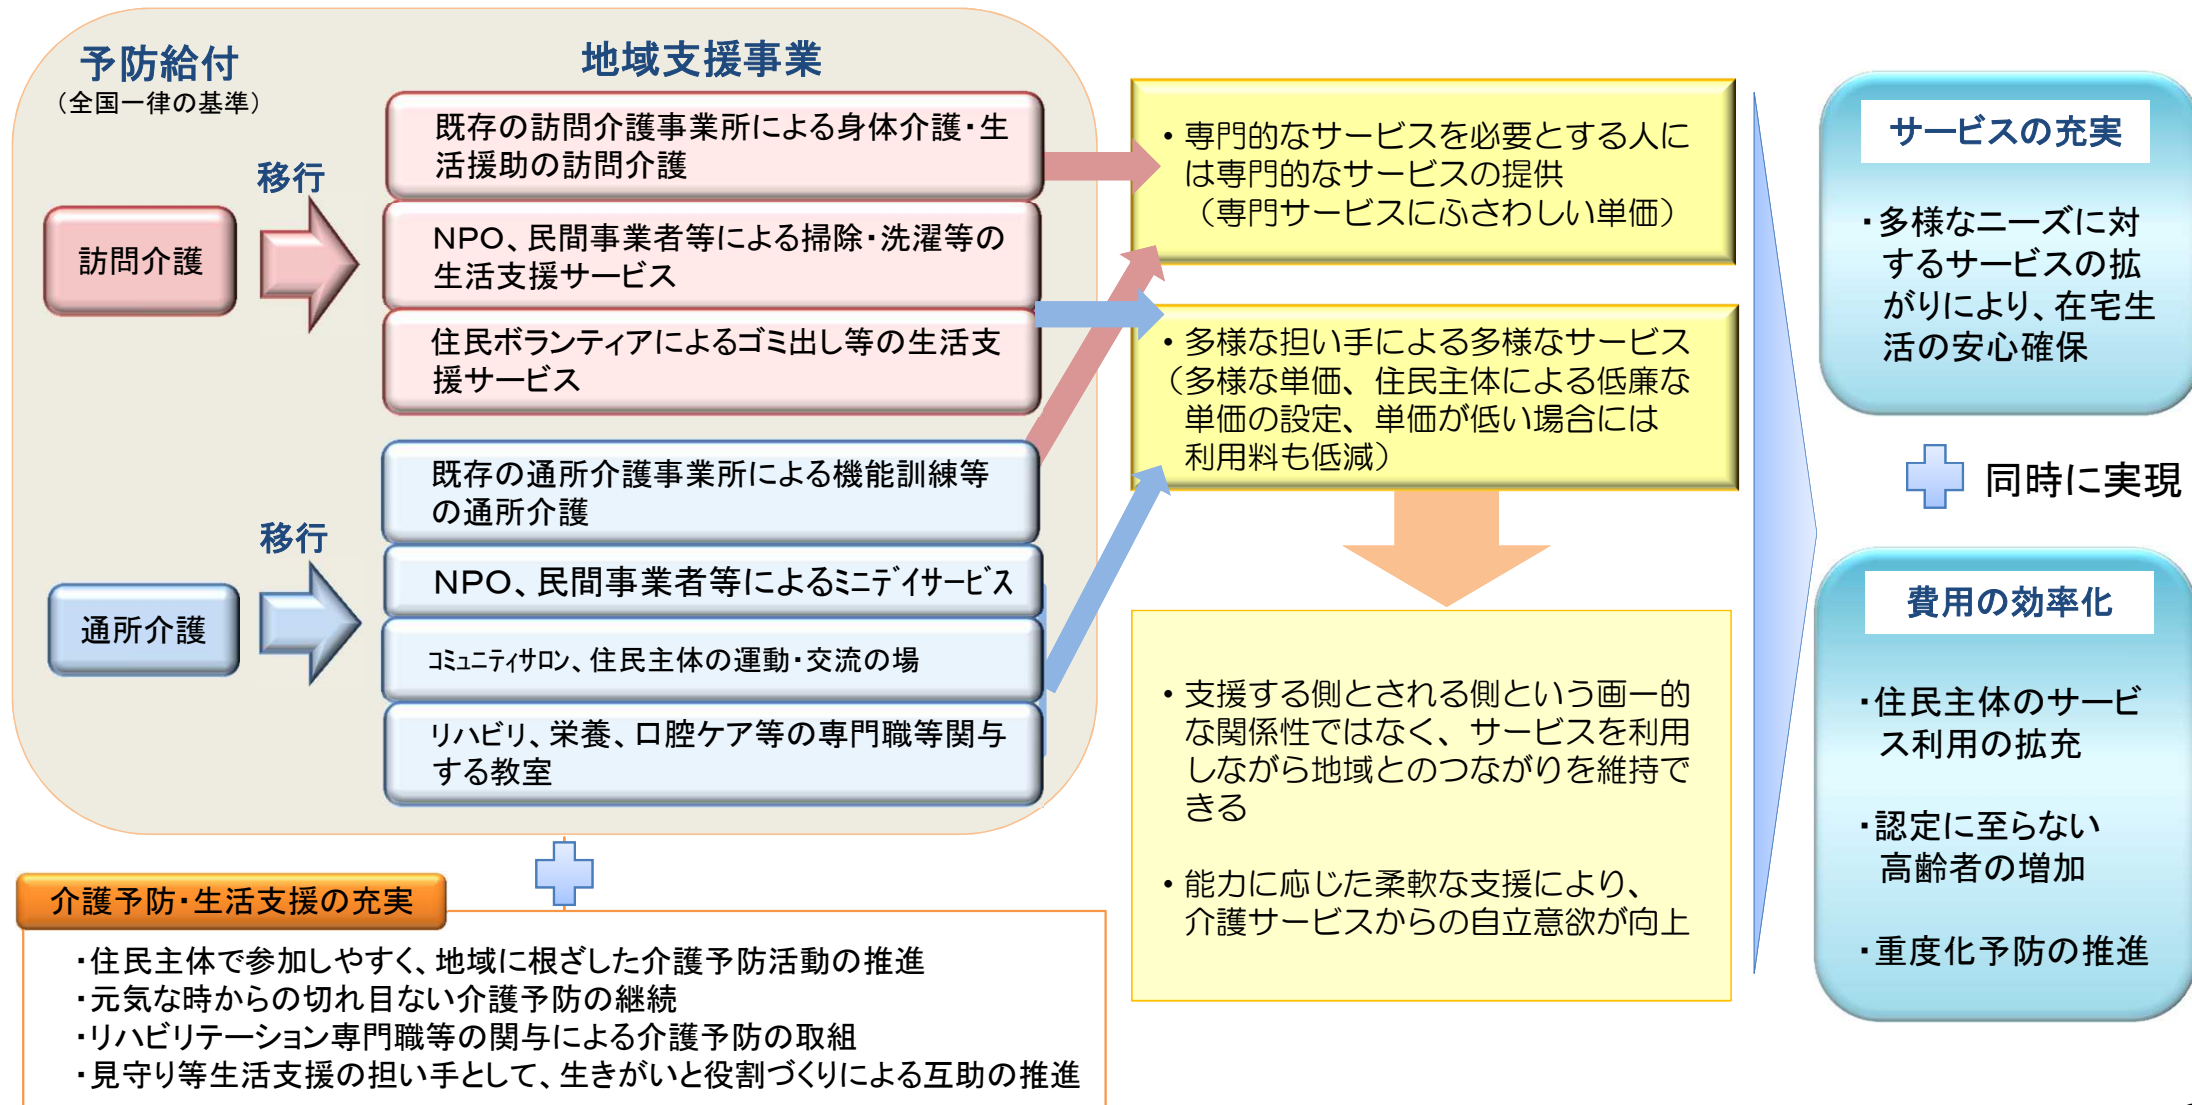 予防給付
(全国一律の基準)
地域支援事業
移行
訪問介護
既存の訪問介護事業所による身体介護・生
活援助の訪問介護
NPO、民間事業者等による掃除・洗濯等の
生活支援サービス
住民ボランティアによるゴミ出し等の生活支
援サービス
移行
通所介護
既存の通所介護事業所による機能訓練等
の通所介護
NPO、民間事業者等によるミニデイサービス
コミュニティサロン、住民主体の運動・交流の場
リハビリ、栄養、口腔ケア等の専門職等関与
する教室
介護予防・生活支援の充実
・住民主体で参加しやすく、地域に根ざした介護予防活動の推進
・元気な時からの切れ目ない介護予防の継続
・リハビリテーション専門職等の関与による介護予防の取組
・見守り等生活支援の担い手として、生きがいと役割づくりによる互助の推進
・専門的なサービスを必要とする人に
は専門的なサービスの提供
(専門サービスにふさわしい単価)
・多様な担い手による多様なサービス
(多様な単価、住民主体による低廉な
単価の設定、単価が低い場合には
利用料も低減)
・支援する側とされる側という画一的
な関係性ではなく、サービスを利用
しながら地域とのつながりを維持で
きる
・能力に応じた柔軟な支援により、
介護サービスからの自立意欲が向上
サービスの充実
・多様なニーズに対
するサービスの拡
がりにより、在宅生
活の安心確保
同時に実現
費用の効率化
・住民主体のサービ
ス利用の拡充
・認定に至らない
高齢者の増加
・重度化予防の推進